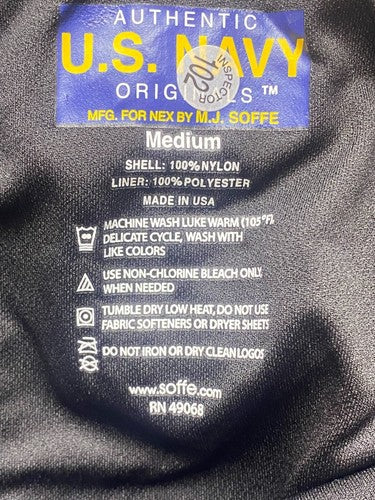 AUTHENTIC
U.S. NAVY
ORIGINALS™
INSPECTOR 102
MFG. FOR NEX BY M.J. SOFFE
Medium
SHELL: 100% NYLON
LINER: 100% POLYESTER
MADE IN USA
MACHINE WASH LUKE WARM (105°F),
DELICATE CYCLE, WASH WITH
LIKE COLORS
USE NON-CHLORINE BLEACH ONLY
WHEN NEEDED
TUMBLE DRY LOW HEAT, DO NOT USE
FABRIC SOFTENERS OR DRYER SHEETS
DO NOT IRON OR DRY CLEAN LOGOS
www.soffe.com
RN 49068